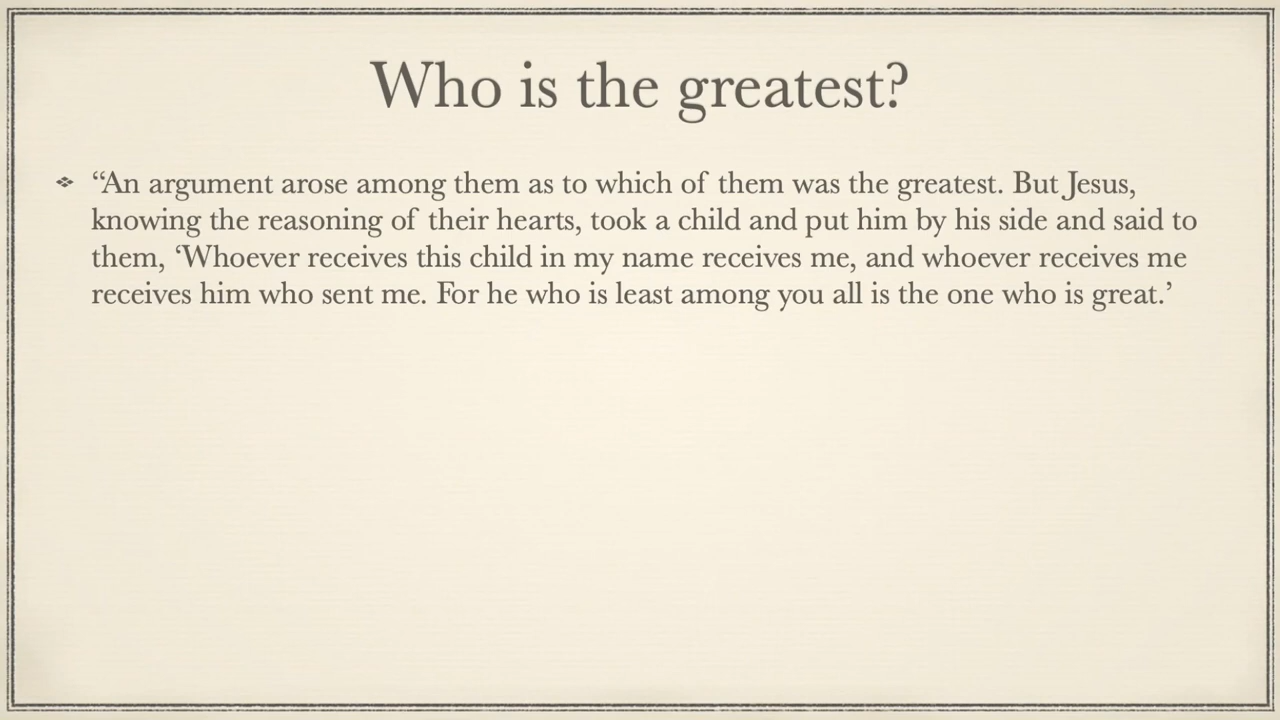 Who is the greatest?
“An argument arose among them as to which of them was the greatest. But Jesus,
knowing the reasoning of their hearts, took a child and put him by his side and said to
them, ‘Whoever receives this child in my name receives me, and whoever receives me
receives him who sent me. For he who is least among you all is the one who is great.’